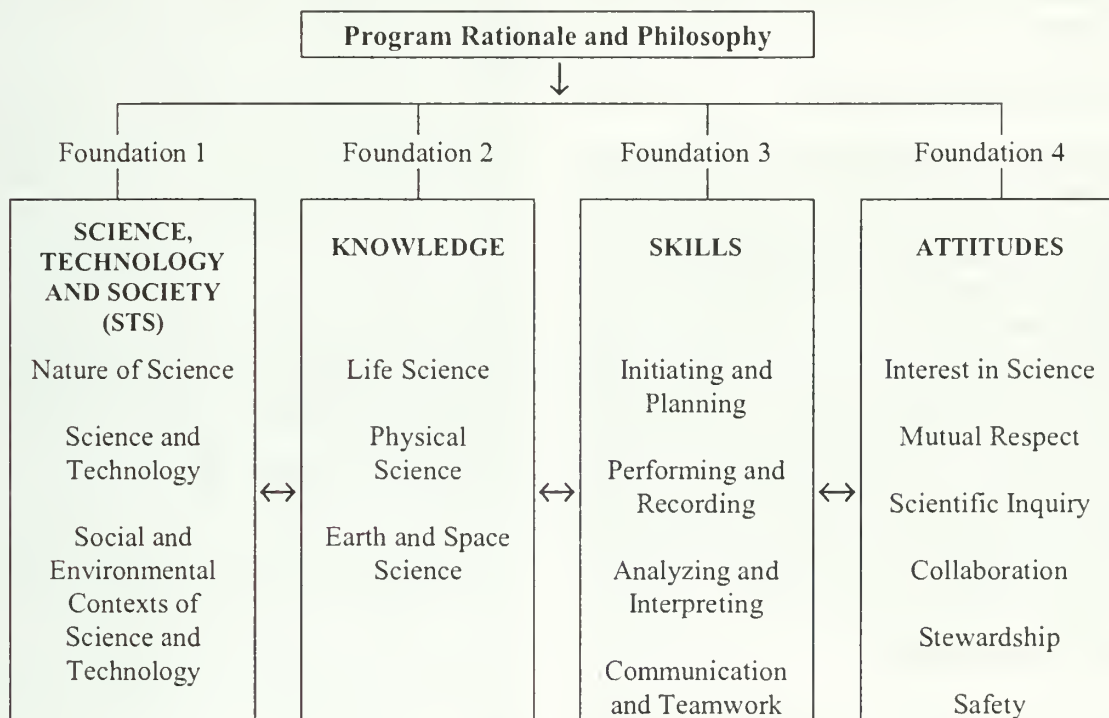 Program Rationale and Philosophy
Foundation 1
Foundation 2
Foundation 3
Foundation 4
SCIENCE,
TECHNOLOGY
AND SOCIETY
(STS)
Nature of Science
Science and
Technology
Social and
Environmental
Contexts of
Science and
Technology
KNOWLEDGE
Life Science
Physical
Science
Earth and Space
Science
SKILLS
Initiating and
Planning
Performing and
Recording
Analyzing and
Interpreting
Communication
and Teamwork
ATTITUDES
Interest in Science
Mutual Respect
Scientific Inquiry
Collaboration
Stewardship
Safety